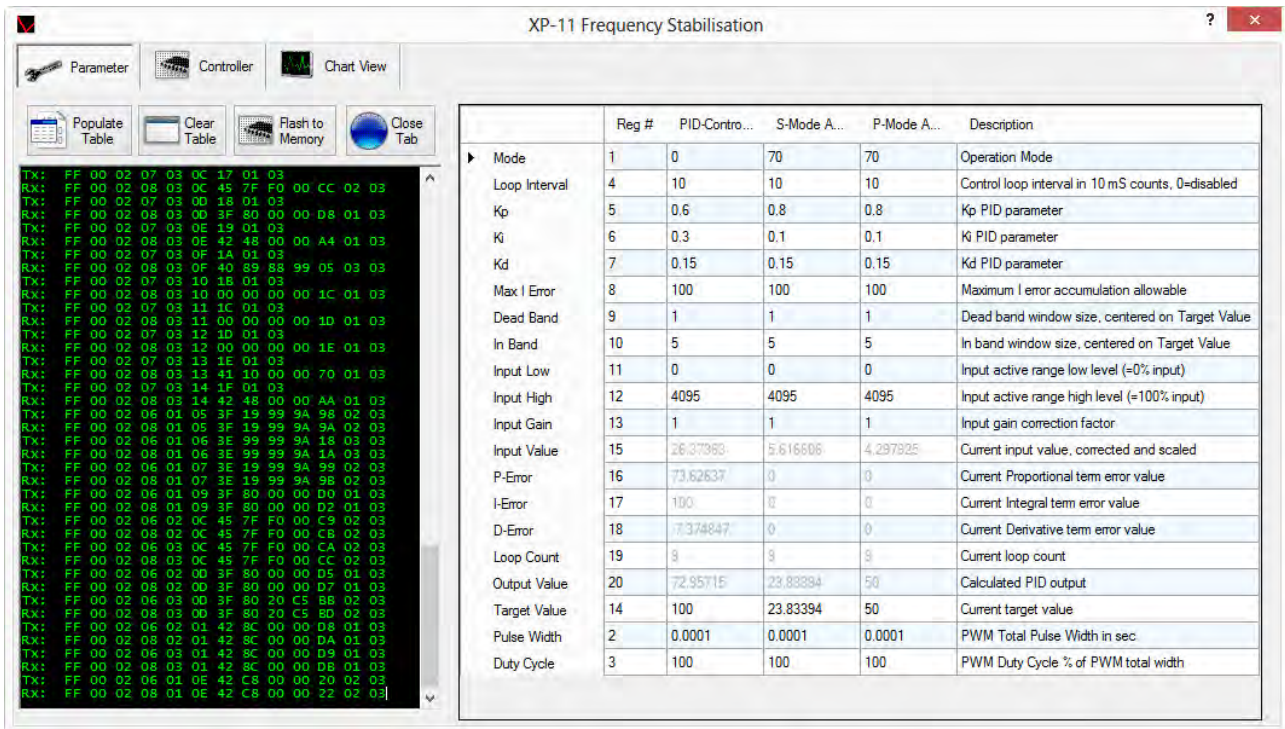 XP-11 Frequency Stabilisation
?
Parameter Controller Chart View
Populate Table
Clear Table
Flash to Memory
Close Tab
Tx: FF 00 02 07 03 0C 17 01 03
Rx: FF 00 02 08 03 0C 45 7F F0 00 CC 02 03
Tx: FF 00 02 07 03 0D 18 01 03
Rx: FF 00 02 08 03 0D 3F 80 00 00 D8 01 03
Tx: FF 00 02 07 03 0E 19 01 03
Rx: FF 00 02 08 03 0E 42 48 00 00 A4 01 03
Tx: FF 00 02 07 03 0F 1A 01 03
Rx: FF 00 02 08 03 0F 40 89 88 99 05 03 03
Tx: FF 00 02 07 03 10 1B 01 03
Rx: FF 00 02 08 03 10 00 00 00 00 1C 01 03
Tx: FF 00 02 07 03 11 1C 01 03
Rx: FF 00 02 08 03 11 00 00 00 00 1D 01 03
Tx: FF 00 02 07 03 12 1D 01 03
Rx: FF 00 02 08 03 12 00 00 00 00 1E 01 03
Tx: FF 00 02 07 03 13 1E 01 03
Rx: FF 00 02 08 03 13 41 10 00 00 70 01 03
Tx: FF 00 02 07 03 14 1F 01 03
Rx: FF 00 02 08 03 14 42 48 00 00 AA 01 03
Tx: FF 00 02 06 01 05 3F 19 99 9A 98 02 03
Rx: FF 00 02 08 01 05 3F 19 99 9A 9A 02 03
Tx: FF 00 02 06 01 06 3E 99 99 9A 18 03 03
Rx: FF 00 02 08 01 06 3E 99 99 9A 1A 03 03
Tx: FF 00 02 06 01 07 3E 19 99 9A 99 02 03
Rx: FF 00 02 08 01 07 3E 19 99 9A 9B 02 03
Tx: FF 00 02 06 01 09 3F 80 00 00 D0 01 03
Rx: FF 00 02 08 01 09 3F 80 00 00 D2 01 03
Tx: FF 00 02 06 02 0C 45 7F F0 00 C9 02 03
Rx: FF 00 02 08 02 0C 45 7F F0 00 CB 02 03
Tx: FF 00 02 06 03 0C 45 7F F0 00 CA 02 03
Rx: FF 00 02 08 03 0C 45 7F F0 00 CC 02 03
Tx: FF 00 02 06 02 0D 3F 80 00 00 D5 01 03
Rx: FF 00 02 08 02 0D 3F 80 00 00 D7 01 03
Tx: FF 00 02 06 03 0D 3F 80 20 C5 BB 02 03
Rx: FF 00 02 08 03 0D 3F 80 20 C5 BD 02 03
Tx: FF 00 02 06 02 01 42 8C 00 00 D8 01 03
Rx: FF 00 02 08 02 01 42 8C 00 00 DA 01 03
Tx: FF 00 02 06 03 01 42 8C 00 00 D9 01 03
Rx: FF 00 02 08 03 01 42 8C 00 00 DB 01 03
Tx: FF 00 02 06 01 0E 42 C8 00 00 20 02 03
Rx: FF 00 02 08 01 0E 42 C8 00 00 22 02 03
Reg # PID-Contro... S-Mode A... P-Mode A... Description
Mode 1 0 70 70 Operation Mode
Loop Interval 4 10 10 10 Control loop interval in 10 mS counts, 0=disabled
Kp 5 0.6 0.8 0.8 Kp PID parameter
Ki 6 0.3 0.1 0.1 Ki PID parameter
Kd 7 0.15 0.15 0.15 Kd PID parameter
Max I Error 8 100 100 100 Maximum I error accumulation allowable
Dead Band 9 1 1 1 Dead band window size, centered on Target Value
In Band 10 5 5 5 In band window size, centered on Target Value
Input Low 11 0 0 0 Input active range low level (=0% input)
Input High 12 4095 4095 4095 Input active range high level (=100% input)
Input Gain 13 1 1 1 Input gain correction factor
Input Value 15 26.37363 5.616606 4.297825 Current input value, corrected and scaled
P-Error 16 73.62637 0 0 Current Proportional term error value
I-Error 17 100 0 0 Current Integral term error value
D-Error 18 -7.374847 0 0 Current Derivative term error value
Loop Count 19 9 9 9 Current loop count
Output Value 20 72.95715 23.83394 50 Calculated PID output
Target Value 14 100 23.83394 50 Current target value
Pulse Width 2 0.0001 0.0001 0.0001 PWM Total Pulse Width in sec
Duty Cycle 3 100 100 100 PWM Duty Cycle % of PWM total width